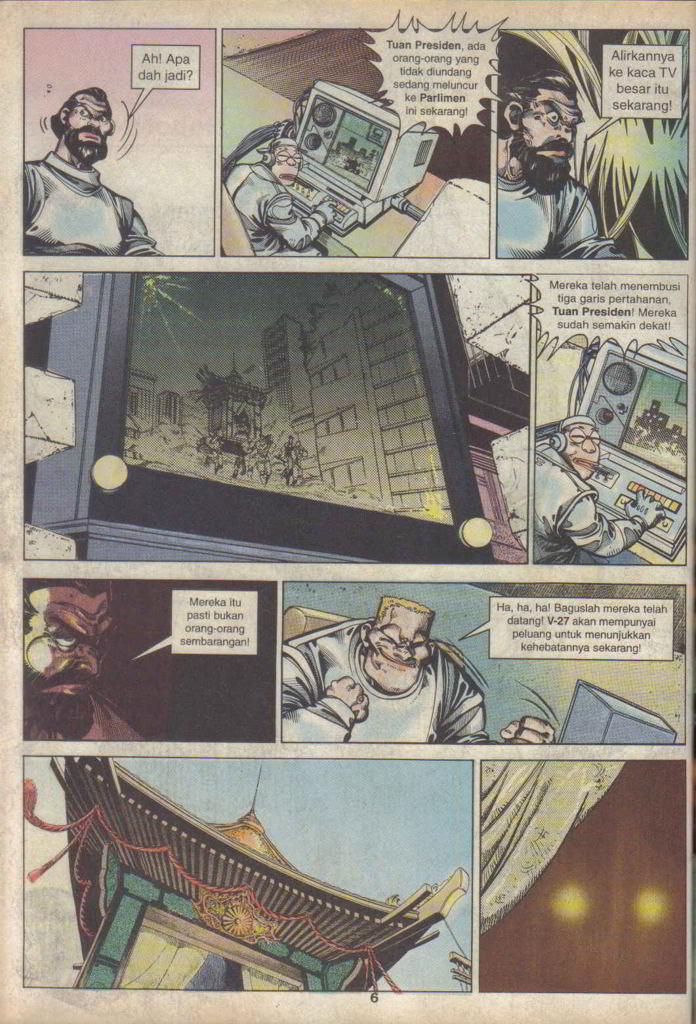 Ah! Apa
dah jadi?
Tuan Presiden, ada
orang-orang yang
tidak diundang
sedang meluncur
ke Parlimen
ini sekarang!
Alirkannya
ke kaca TV
besar itu
sekarang!
Mereka telah menembusi
tiga garis pertahanan,
Tuan Presiden! Mereka
sudah semakin dekat!
Mereka itu
pasti bukan
orang-orang
sembarangan!
Ha, ha, ha! Baguslah mereka telah
datang! V-27 akan mempunyai
peluang untuk menunjukkan
kehebatannya sekarang!
6